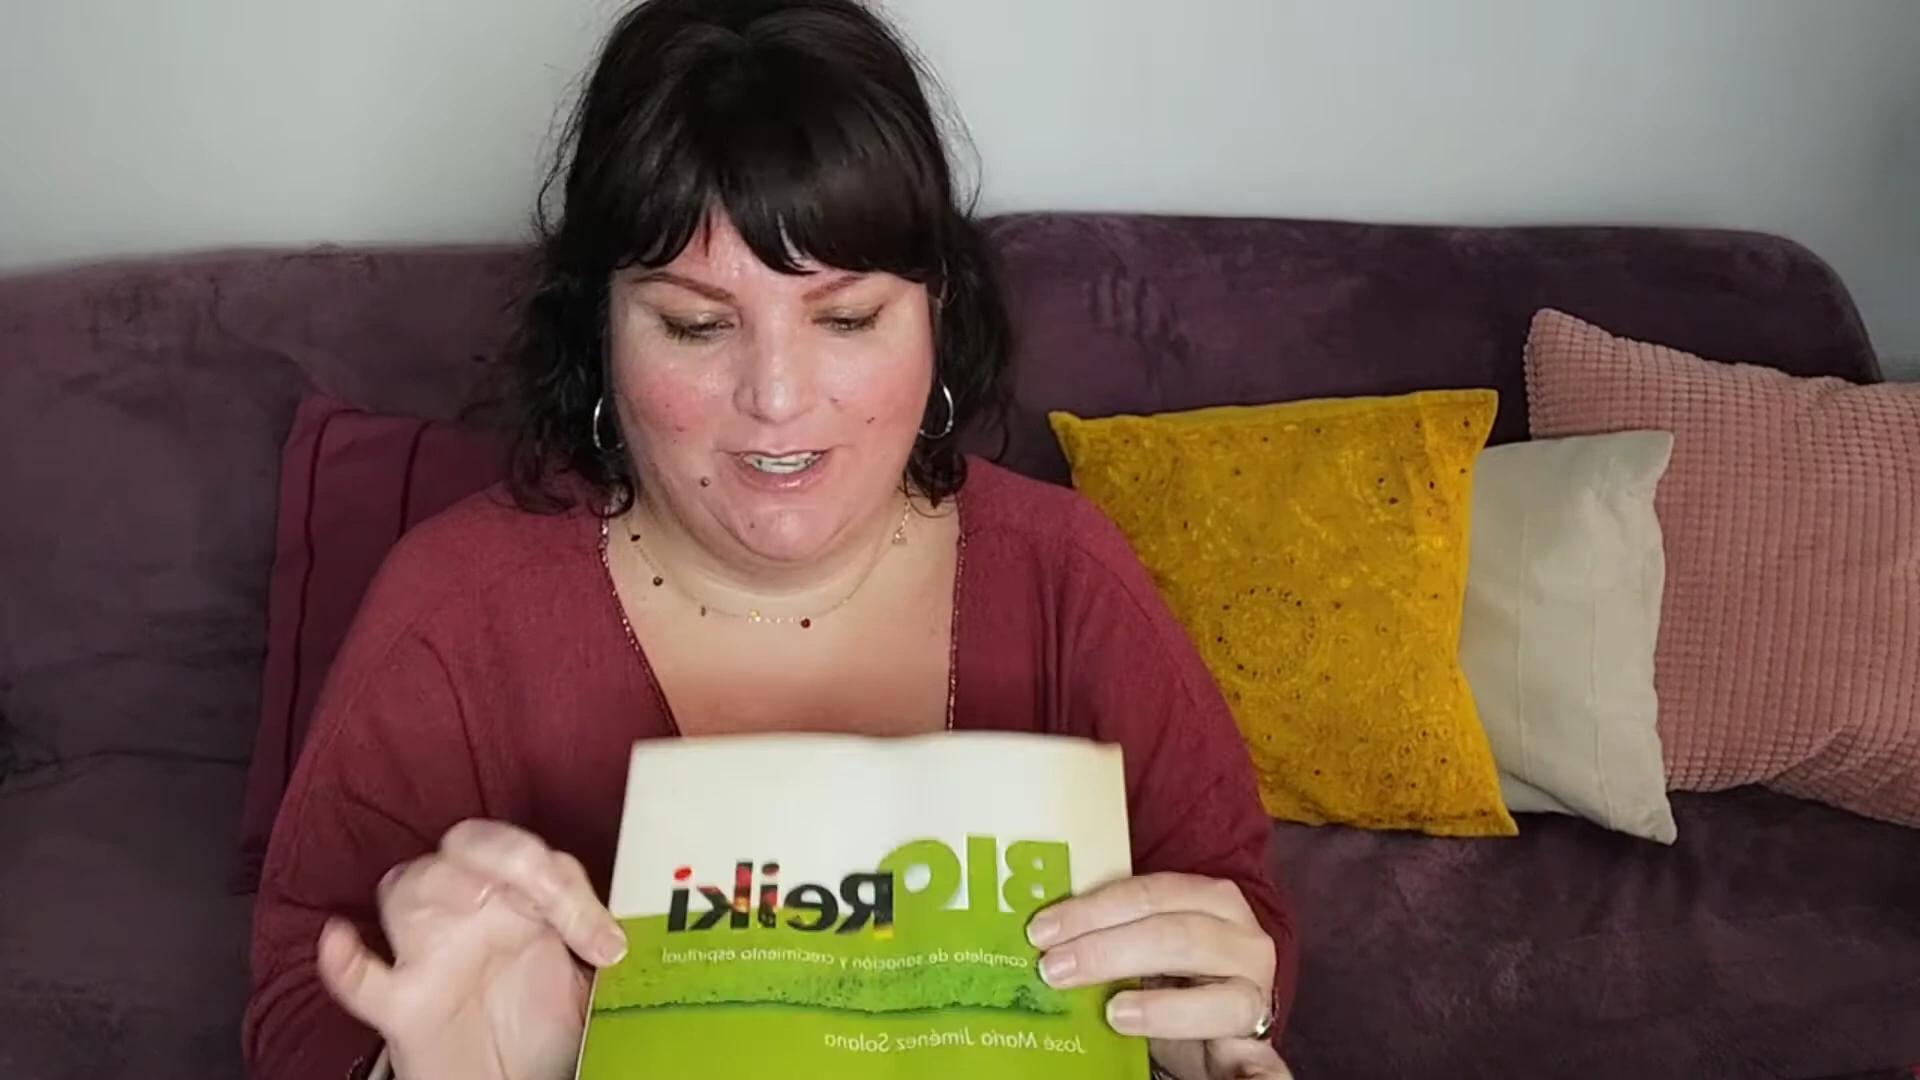 BIO Reiki
completo de sanación y crecimiento espiritual
José María Jiménez Solana